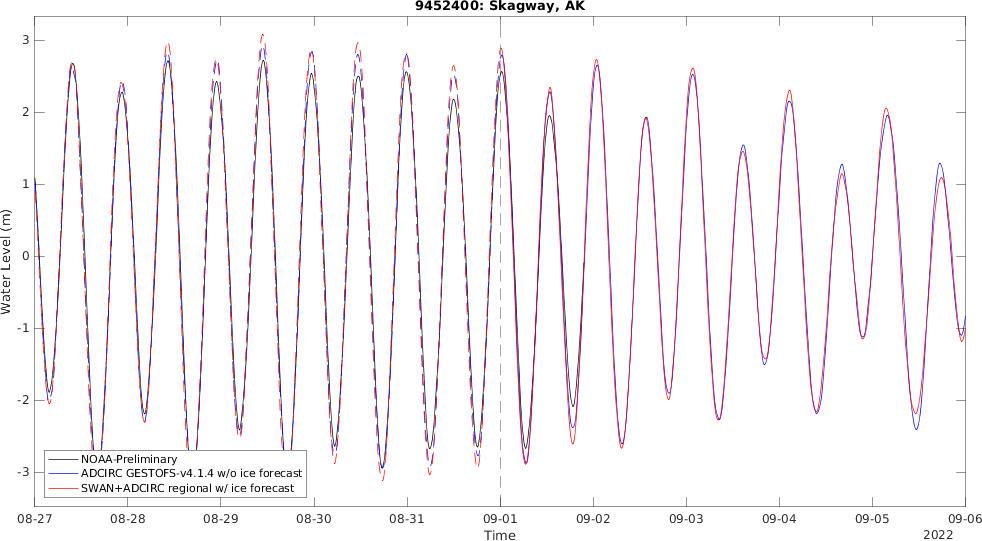 9452400: Skagway, AK
Water Level (m)
3
2
1
0
-1
-2
-3
NOAA-Preliminary
ADCIRC GESTOFS-v4.1.4 w/o ice forecast
SWAN+ADCIRC regional w/ ice forecast
08-27 08-28 08-29 08-30 08-31 09-01 09-02 09-03 09-04 09-05 09-06
Time
2022